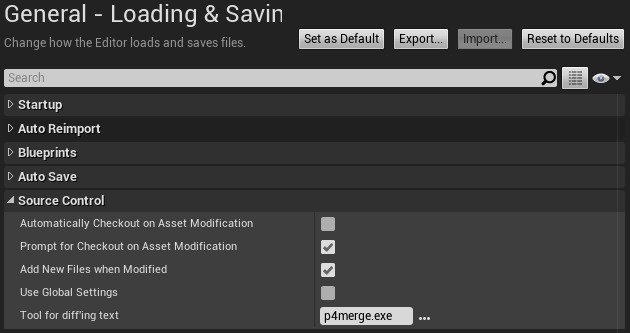 General - Loading & Savin
Change how the Editor loads and saves files.
Set as Default
Export...
Import...
Reset to Defaults
Search
Startup
Auto Reimport
Blueprints
Auto Save
Source Control
Automatically Checkout on Asset Modification
Prompt for Checkout on Asset Modification
Add New Files when Modified
Use Global Settings
Tool for diff'ing text
p4merge.exe
...